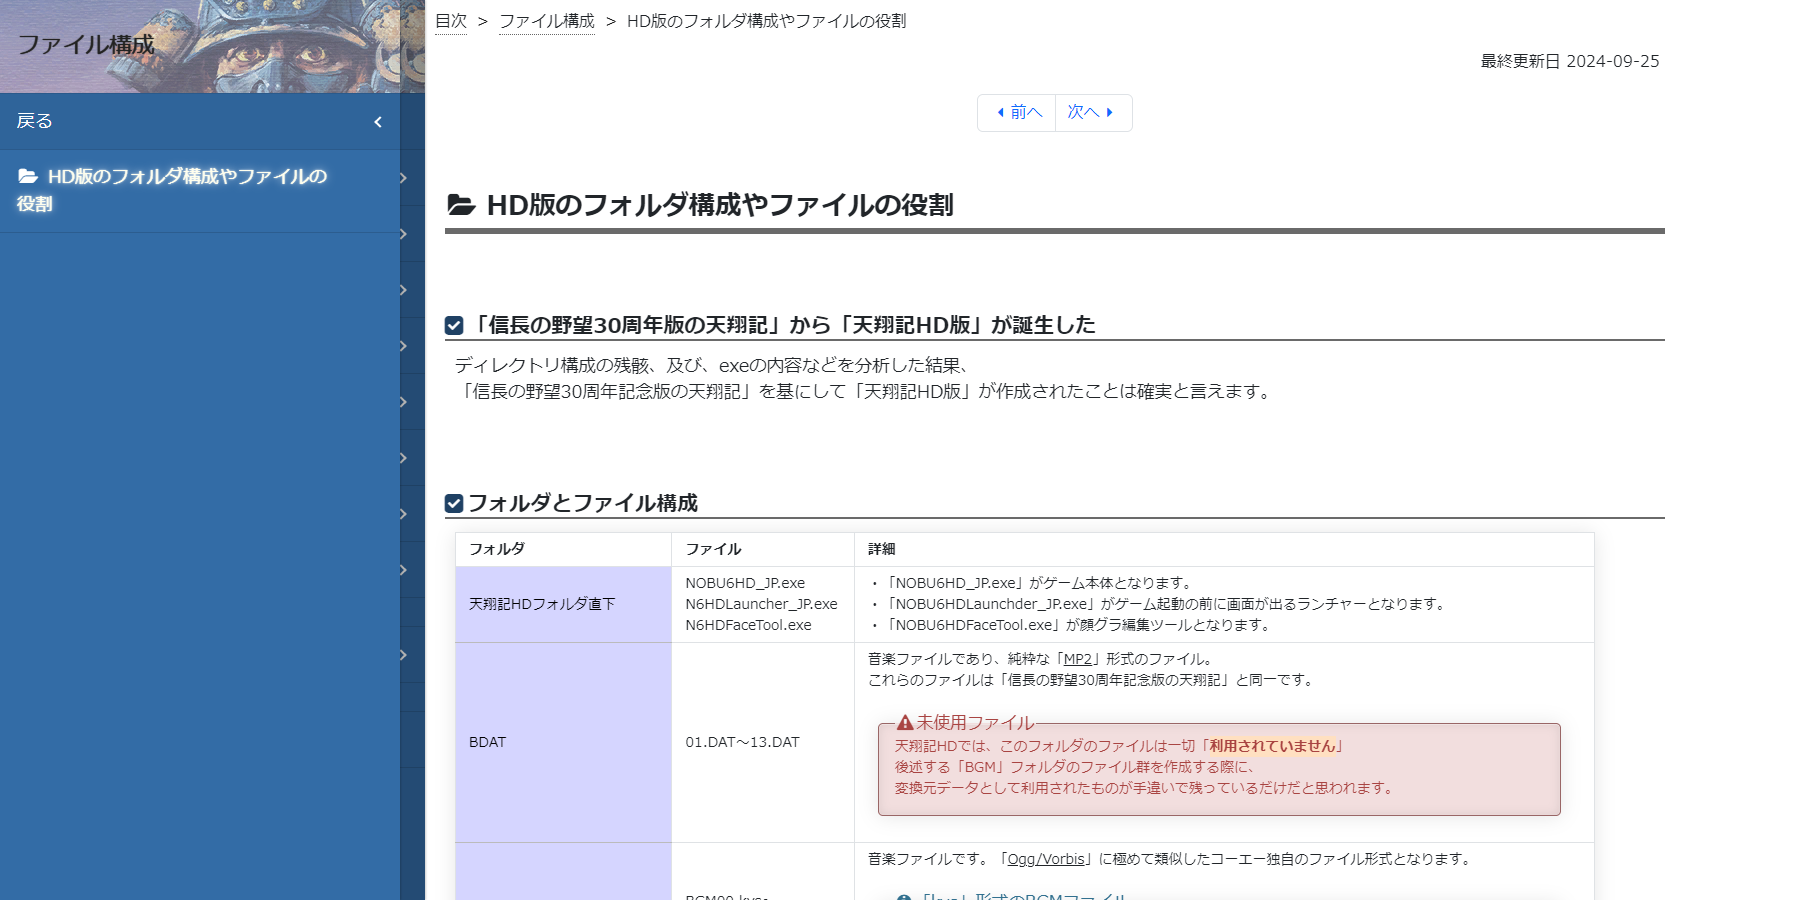 ファイル構成
戻る
HD版のフォルダ構成やファイルの
役割
目次 > ファイル構成 > HD版のフォルダ構成やファイルの役割
最終更新日 2024-09-25
前へ 次へ
HD版のフォルダ構成やファイルの役割
「信長の野望30周年版の天翔記」から「天翔記HD版」が誕生した
ディレクトリ構成の残骸、及び、exeの内容などを分析した結果、
「信長の野望30周年記念版の天翔記」を基にして「天翔記HD版」が作成されたことは確実と言えます。
フォルダとファイル構成
フォルダ ファイル 詳細
天翔記HDフォルダ直下
NOBU6HD_JP.exe
N6HDLauncher_JP.exe
N6HDFaceTool.exe
・「NOBU6HD_JP.exe」がゲーム本体となります。
・「NOBU6HDLaunchder_JP.exe」がゲーム起動の前に画面が出るランチャーとなります。
・「NOBU6HDFaceTool.exe」が顔グラ編集ツールとなります。
BDAT
01.DAT～13.DAT
音楽ファイルであり、純粋な「MP2」形式のファイル。
これらのファイルは「信長の野望30周年記念版の天翔記」と同一です。
未使用ファイル
天翔記HDでは、このフォルダのファイルは一切「利用されていません」
後述する「BGM」フォルダのファイル群を作成する際に、
変換元データとして利用されたものが手違いで残っているだけだと思われます。
音楽ファイルです。「Ogg/Vorbis」に極めて類似したコーエー独自のファイル形式となります。
「kvs」形式のBGMファイル